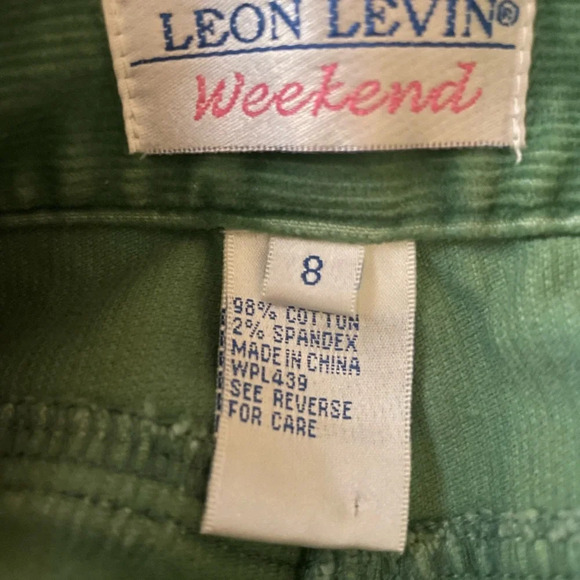 LEON LEVIN®
Weekend
8
98% COTTON
2% SPANDEX
MADE IN CHINA
WPL439
SEE REVERSE
FOR CARE